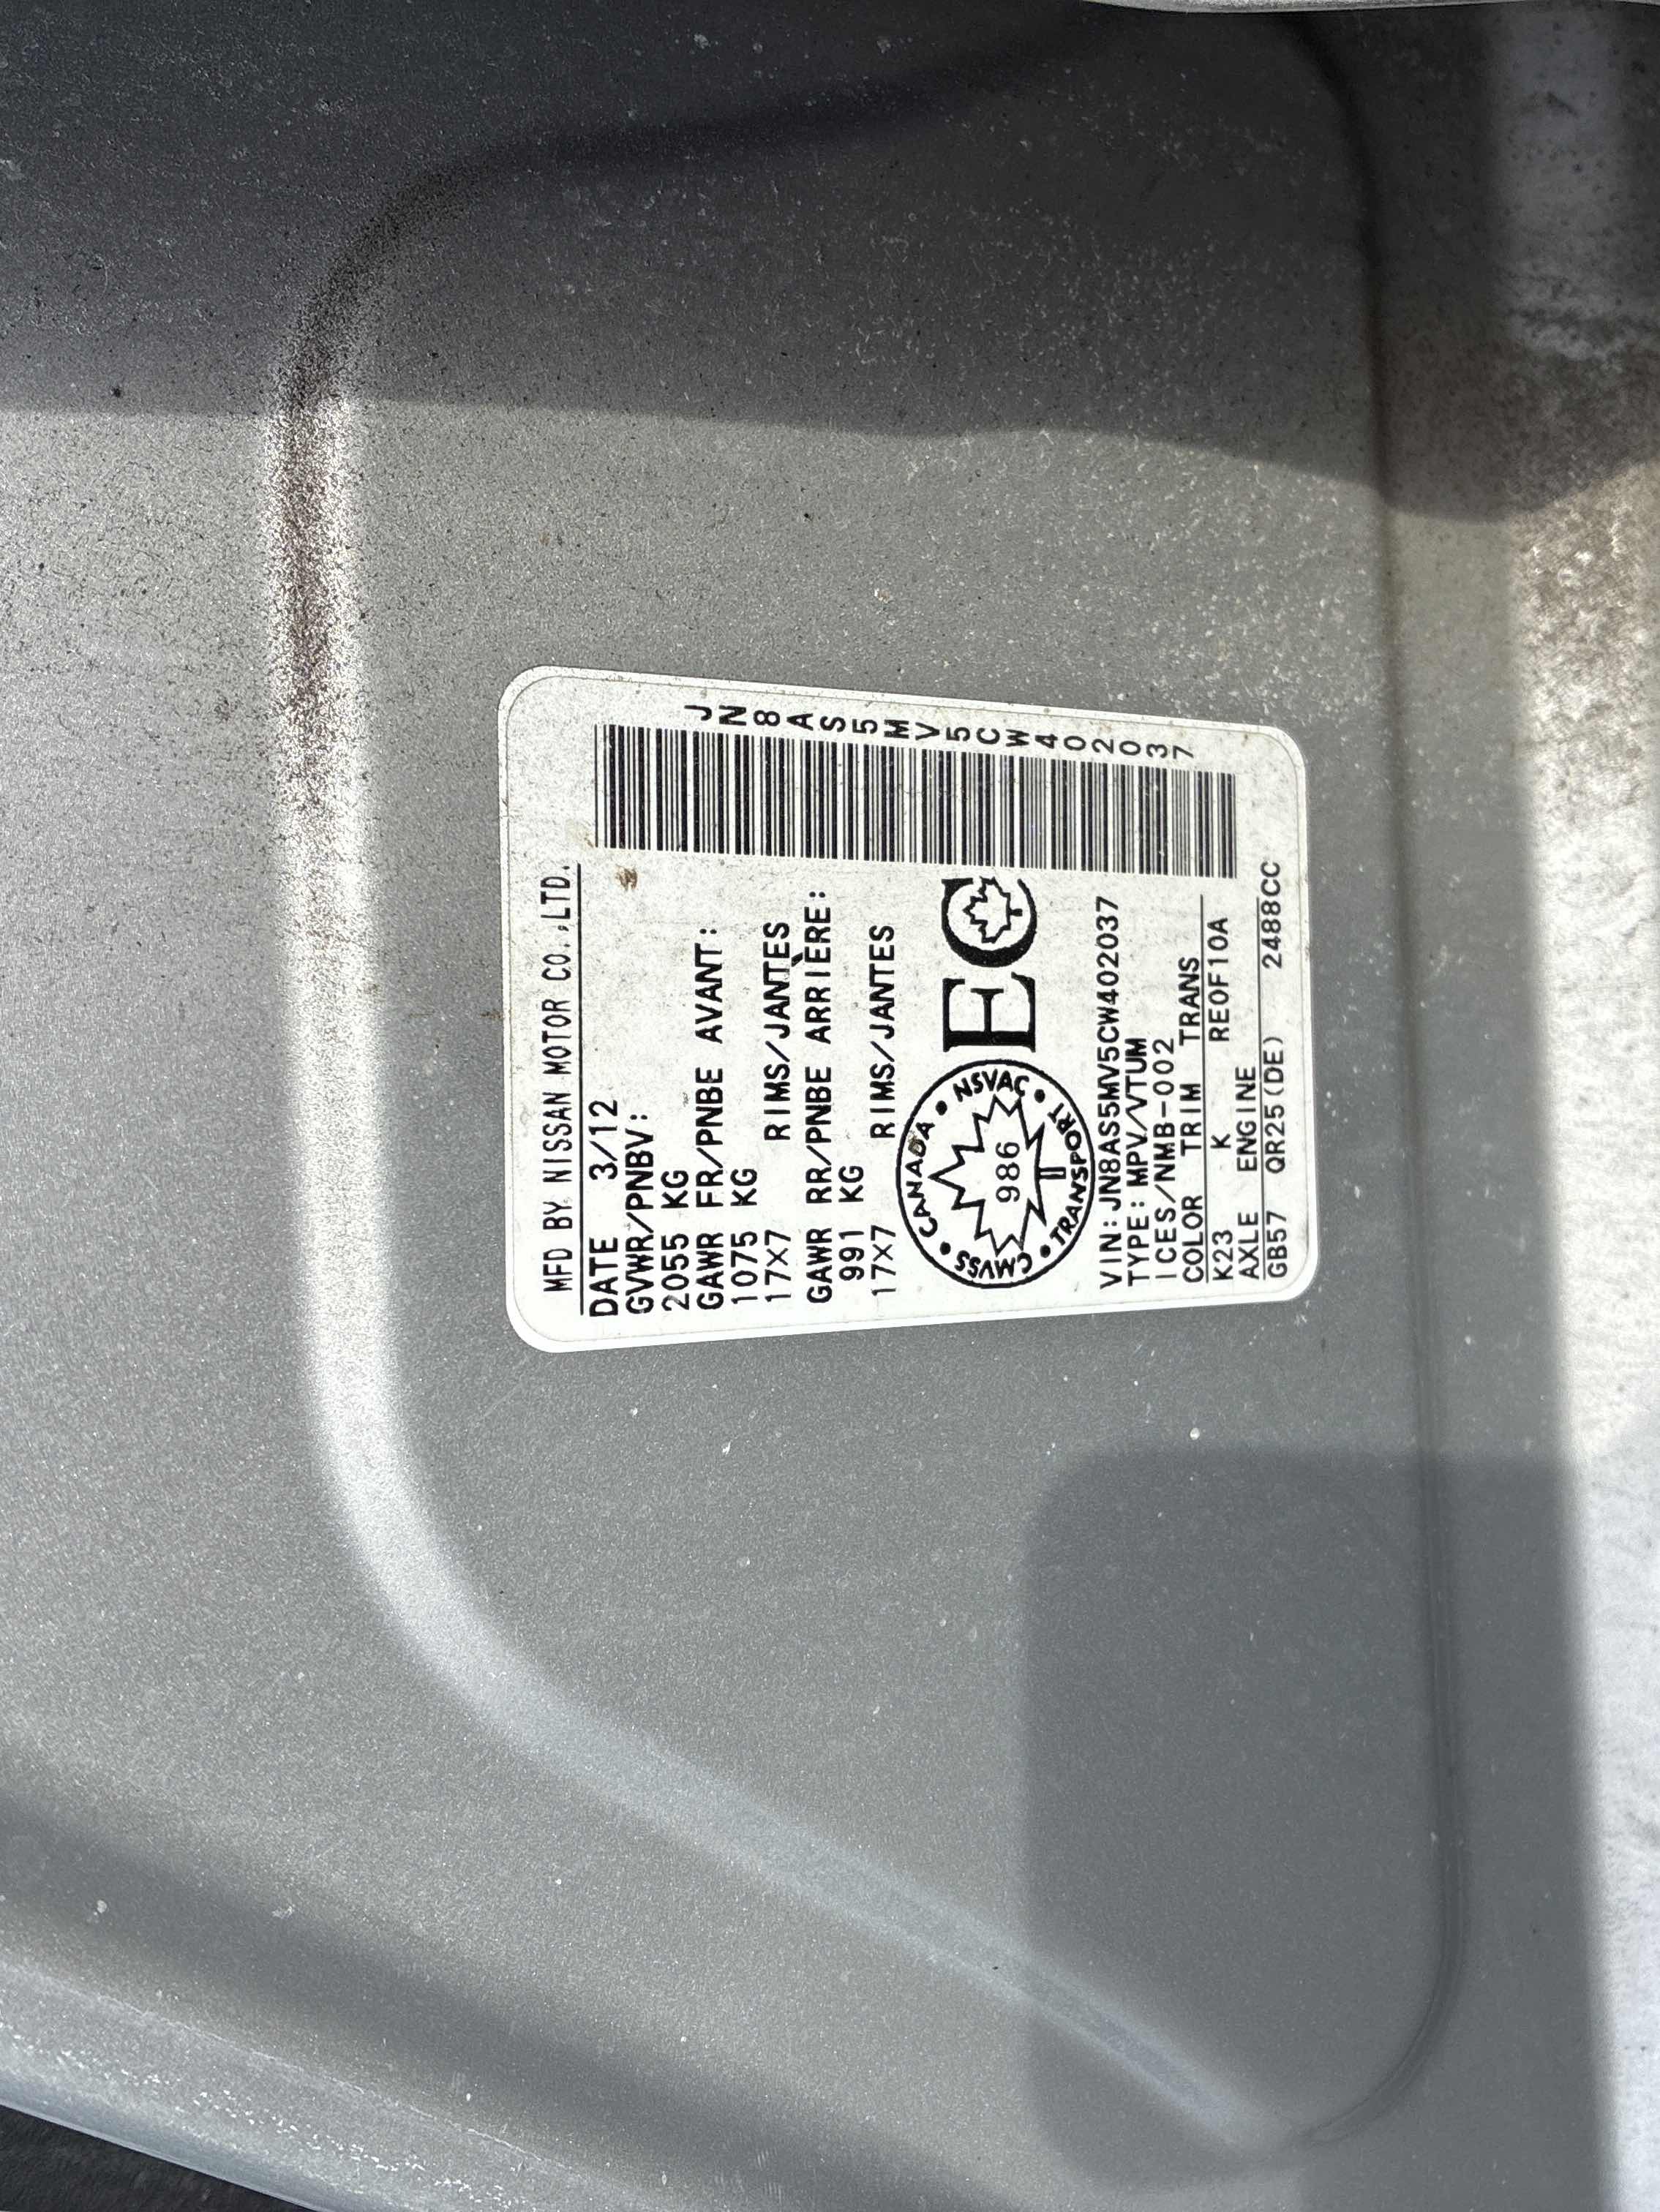 MFD BY NISSAN MOTOR CO.,LTD.
DATE 3/12
GVWR/PNBV:
2055 KG
GAWR FR/PNBE AVANT:
1075 KG
17X7 RIMS/JANTES
GAWR RR/PNBE ARRIÈRE:
991 KG
17X7 RIMS/JANTES
CANADA • NSVAC • TRANSPORT • CMVSS •
986
EC
VIN:JN8AS5MV5CW402037
TYPE:MPV/VTUM
ICES/NMB-002
COLOR TRIM TRANS
K23 K RE0F10A
AXLE ENGINE
GB57 QR25(DE) 2488CC
JN8AS5MV5CW402037